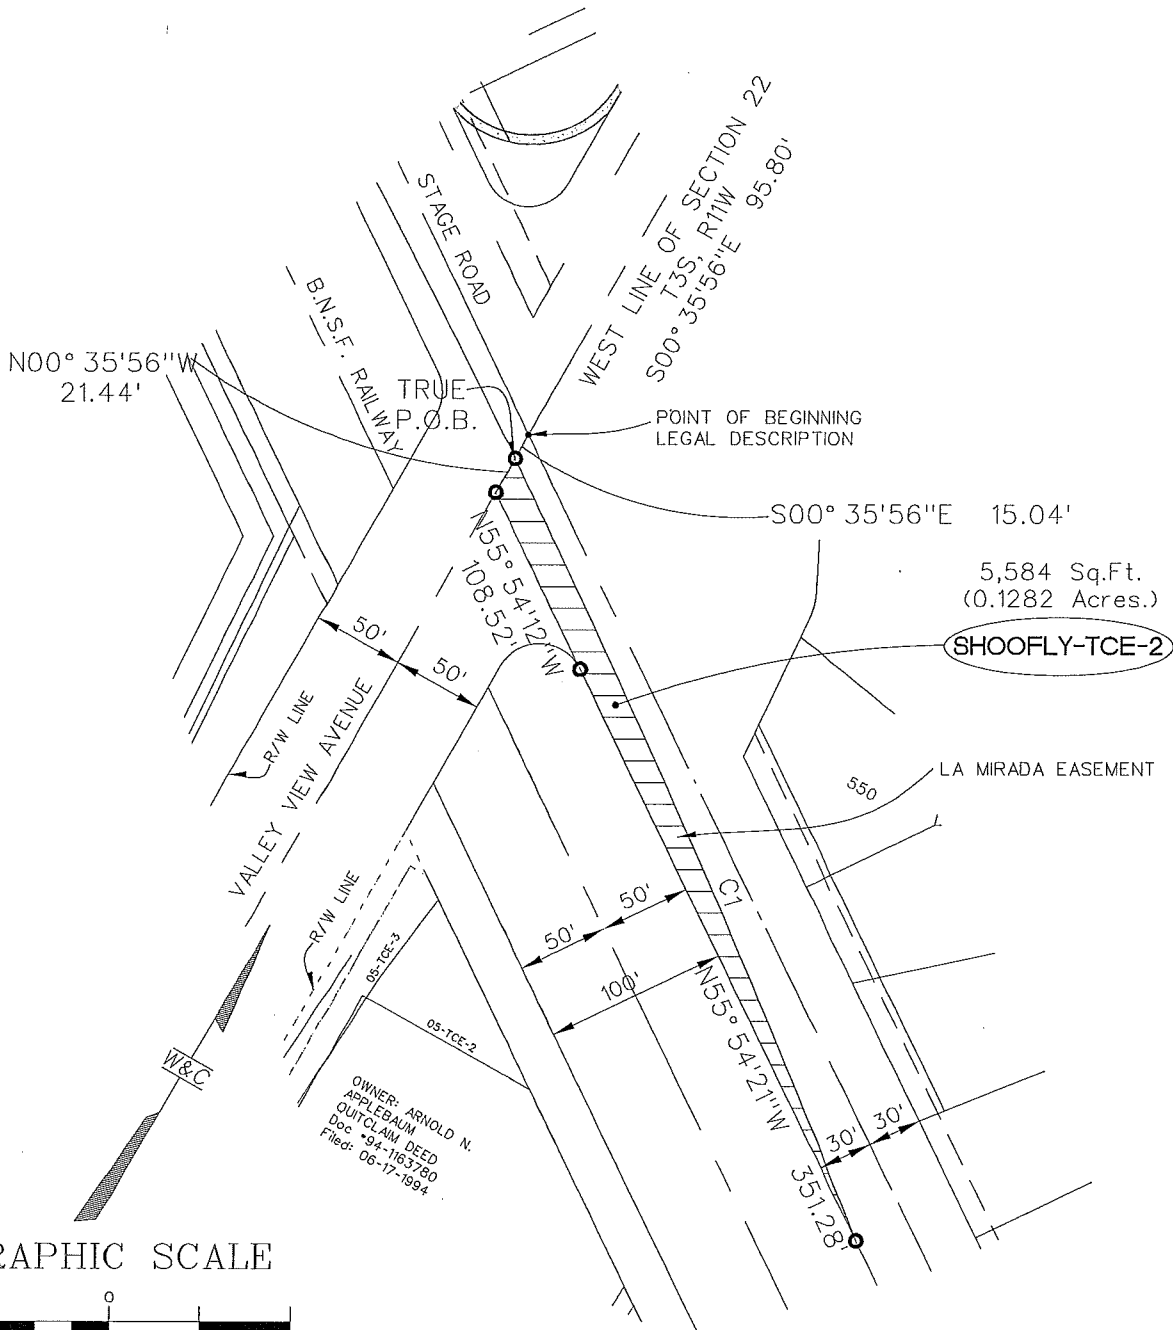 WEST LINE OF SECTION 22
T3S, R11W
S00°35'56"E 95.80'
STAGE ROAD
B.N.S.F. RAILWAY
N00°35'56"W
21.44'
TRUE
P.O.B.
POINT OF BEGINNING
LEGAL DESCRIPTION
S00°35'56"E 15.04'
5,584 Sq.Ft.
(0.1282 Acres.)
SHOOFLY-TCE-2
N55°54'12"W
108.52'
50'
50'
R/W LINE
VALLEY VIEW AVENUE
LA MIRADA EASEMENT
550
C1
50'
50'
100'
R/W LINE
05-TCE-3
05-TCE-2
N55°54'21"W
351.28'
W&C
OWNER: ARNOLD N.
APPLEBAUM
QUITCLAIM DEED
Doc *94-1163780
Filed: 06-17-1994
30'
30'
RAPHIC SCALE
0